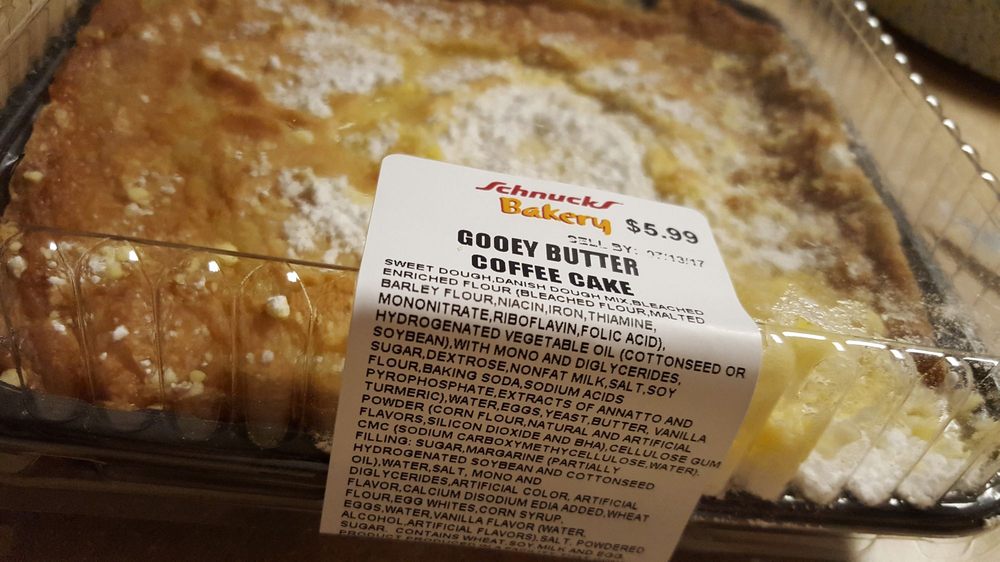 Schnucks
Bakery $5.99
SELL BY: 07/13/17
GOOEY BUTTER
COFFEE CAKE
SWEET DOUGH,DANISH DOUGH MIX,BLEACHED
ENRICHED FLOUR (BLEACHED FLOUR,MALTED
BARLEY FLOUR,NIACIN,IRON,THIAMINE,
MONONITRATE,RIBOFLAVIN,FOLIC ACID),
HYDROGENATED VEGETABLE OIL (COTTONSEED OR
SOYBEAN),WITH MONO AND DIGLYCERIDES,
SUGAR,DEXTROSE,NONFAT MILK,SALT,SOY
FLOUR,BAKING SODA,SODIUM ACIDS
PYROPHOSPHATE,EXTRACTS OF ANNATTO AND
TURMERIC),WATER,EGGS,YEAST,BUTTER, VANILLA
POWDER (CORN FLOUR,NATURAL AND ARTIFICIAL
FLAVORS,SILICON DIOXIDE AND BHA),CELLULOSE GUM
CMC (SODIUM CARBOXYMETHYCELLULOSE,WATER).
FILLING: SUGAR,MARGARINE (PARTIALLY
HYDROGENATED SOYBEAN AND COTTONSEED
OIL),WATER,SALT, MONO AND
DIGLYCERIDES,ARTIFICIAL COLOR, ARTIFICIAL
FLAVOR,CALCIUM DISODIUM EDIA ADDED,WHEAT
FLOUR,EGG WHITES,CORN SYRUP,
EGGS,WATER,VANILLA FLAVOR (WATER,
ALCOHOL,ARTIFICIAL FLAVORS),SALT, POWDERED
SUGAR. CONTAINS WHEAT,SOY,MILK AND EGG.
PRODUCT PRODUCED IN A